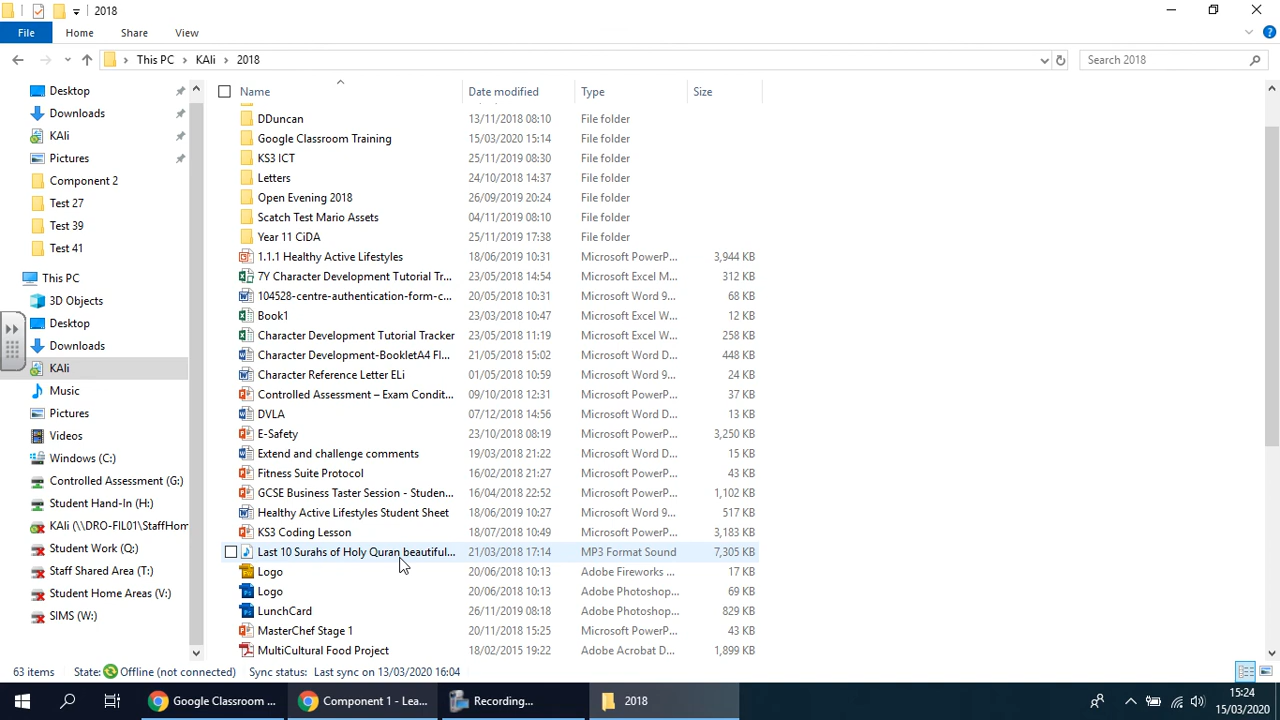 2018
File Home Share View
This PC KAli 2018 Search 2018
Name Date modified Type Size
Desktop
Downloads
KAli
Pictures
Component 2
Test 27
Test 39
Test 41
This PC
3D Objects
Desktop
Downloads
KAli
Music
Pictures
Videos
Windows (C:)
Controlled Assessment (G:)
Student Hand-In (H:)
KAli (\\DRO-FIL01\StaffHom
Student Work (Q:)
Staff Shared Area (T:)
Student Home Areas (V:)
SIMS (W:)
DDuncan 13/11/2018 08:10 File folder
Google Classroom Training 15/03/2020 15:14 File folder
KS3 ICT 25/11/2019 08:30 File folder
Letters 24/10/2018 14:37 File folder
Open Evening 2018 26/09/2019 20:24 File folder
Scatch Test Mario Assets 04/11/2019 08:10 File folder
Year 11 CiDA 25/11/2019 17:38 File folder
1.1.1 Healthy Active Lifestyles 18/06/2019 10:31 Microsoft PowerP... 3,944 KB
7Y Character Development Tutorial Tr... 23/05/2018 14:54 Microsoft Excel M... 312 KB
104528-centre-authentication-form-c... 20/05/2018 10:31 Microsoft Word 9... 68 KB
Book1 23/03/2018 10:47 Microsoft Excel W... 12 KB
Character Development Tutorial Tracker 23/05/2018 11:19 Microsoft Excel W... 258 KB
Character Development-BookletA4 Fl... 21/05/2018 15:02 Microsoft Word D... 448 KB
Character Reference Letter ELi 01/05/2018 10:59 Microsoft Word 9... 24 KB
Controlled Assessment – Exam Condit... 09/10/2018 12:31 Microsoft PowerP... 37 KB
DVLA 07/12/2018 14:56 Microsoft Word D... 13 KB
E-Safety 23/10/2018 08:19 Microsoft PowerP... 3,250 KB
Extend and challenge comments 19/03/2018 21:22 Microsoft Word D... 15 KB
Fitness Suite Protocol 16/02/2018 21:27 Microsoft PowerP... 43 KB
GCSE Business Taster Session - Studen... 16/04/2018 22:52 Microsoft PowerP... 1,102 KB
Healthy Active Lifestyles Student Sheet 18/06/2019 10:27 Microsoft PowerP... 517 KB
KS3 Coding Lesson 18/07/2018 10:49 Microsoft PowerP... 3,183 KB
Last 10 Surahs of Holy Quran beautiful... 21/03/2018 17:14 MP3 Format Sound 7,305 KB
Logo 20/06/2018 10:13 Adobe Fireworks ... 17 KB
Logo 20/06/2018 10:13 Adobe Photoshop... 69 KB
LunchCard 26/11/2019 08:18 Adobe Photoshop... 829 KB
MasterChef Stage 1 20/11/2018 15:25 Microsoft PowerP... 43 KB
MultiCultural Food Project 18/02/2015 19:22 Adobe Acrobat D... 1,899 KB
63 items State: Offline (not connected) Sync status: Last sync on 13/03/2020 16:04
Google Classroom ... Component 1 - Lea... Recording... 2018
15:24
15/03/2020